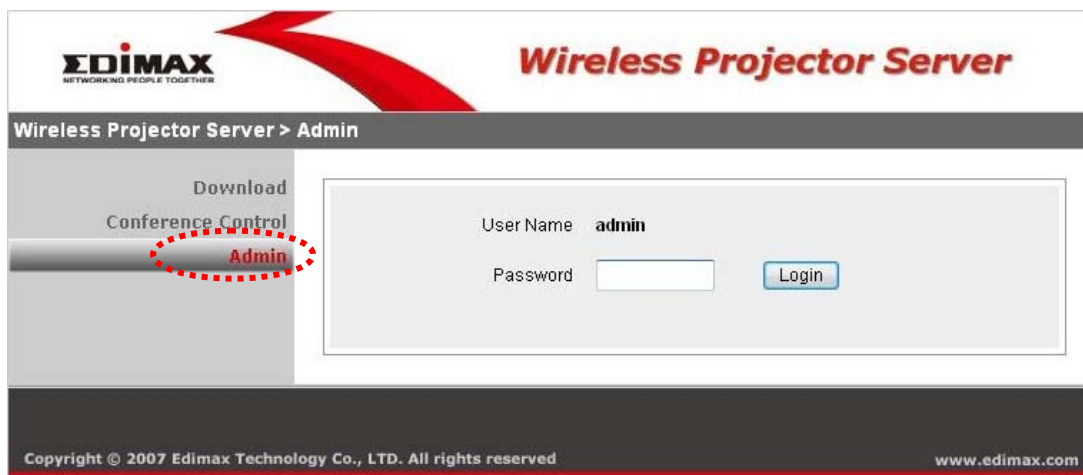 EDIMAX
NETWORKING PEOPLE TOGETHER
Wireless Projector Server
Wireless Projector Server > Admin
Download
Conference Control
Admin
User Name admin
Password
Login
Copyright © 2007 Edimax Technology Co., LTD. All rights reserved
www.edimax.com